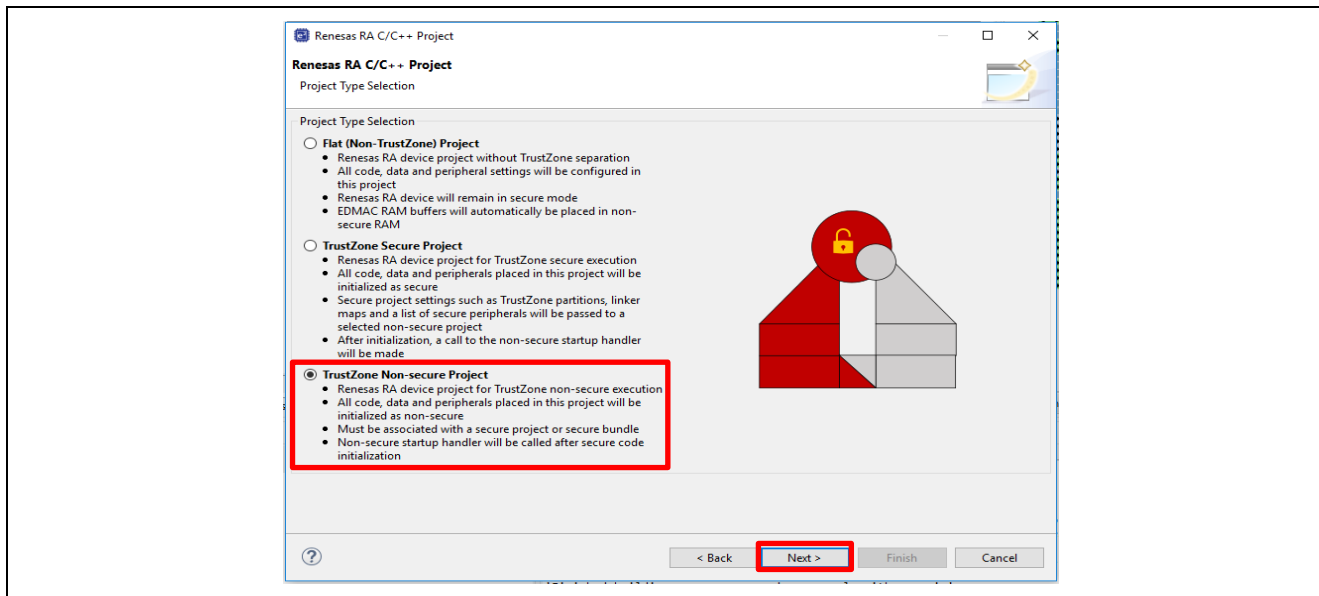 Renesas RA C/C++ Project
Renesas RA C/C++ Project
Project Type Selection
Project Type Selection
Flat (Non-TrustZone) Project
• Renesas RA device project without TrustZone separation
• All code, data and peripheral settings will be configured in
this project
• Renesas RA device will remain in secure mode
• EDMAC RAM buffers will automatically be placed in non-
secure RAM
TrustZone Secure Project
• Renesas RA device project for TrustZone secure execution
• All code, data and peripherals placed in this project will be
initialized as secure
• Secure project settings such as TrustZone partitions, linker
maps and a list of secure peripherals will be passed to a
selected non-secure project
• After initialization, a call to the non-secure startup handler
will be made
TrustZone Non-secure Project
• Renesas RA device project for TrustZone non-secure execution
• All code, data and peripherals placed in this project will be
initialized as non-secure
• Must be associated with a secure project or secure bundle
• Non-secure startup handler will be called after secure code
initialization
? < Back Next > Finish Cancel